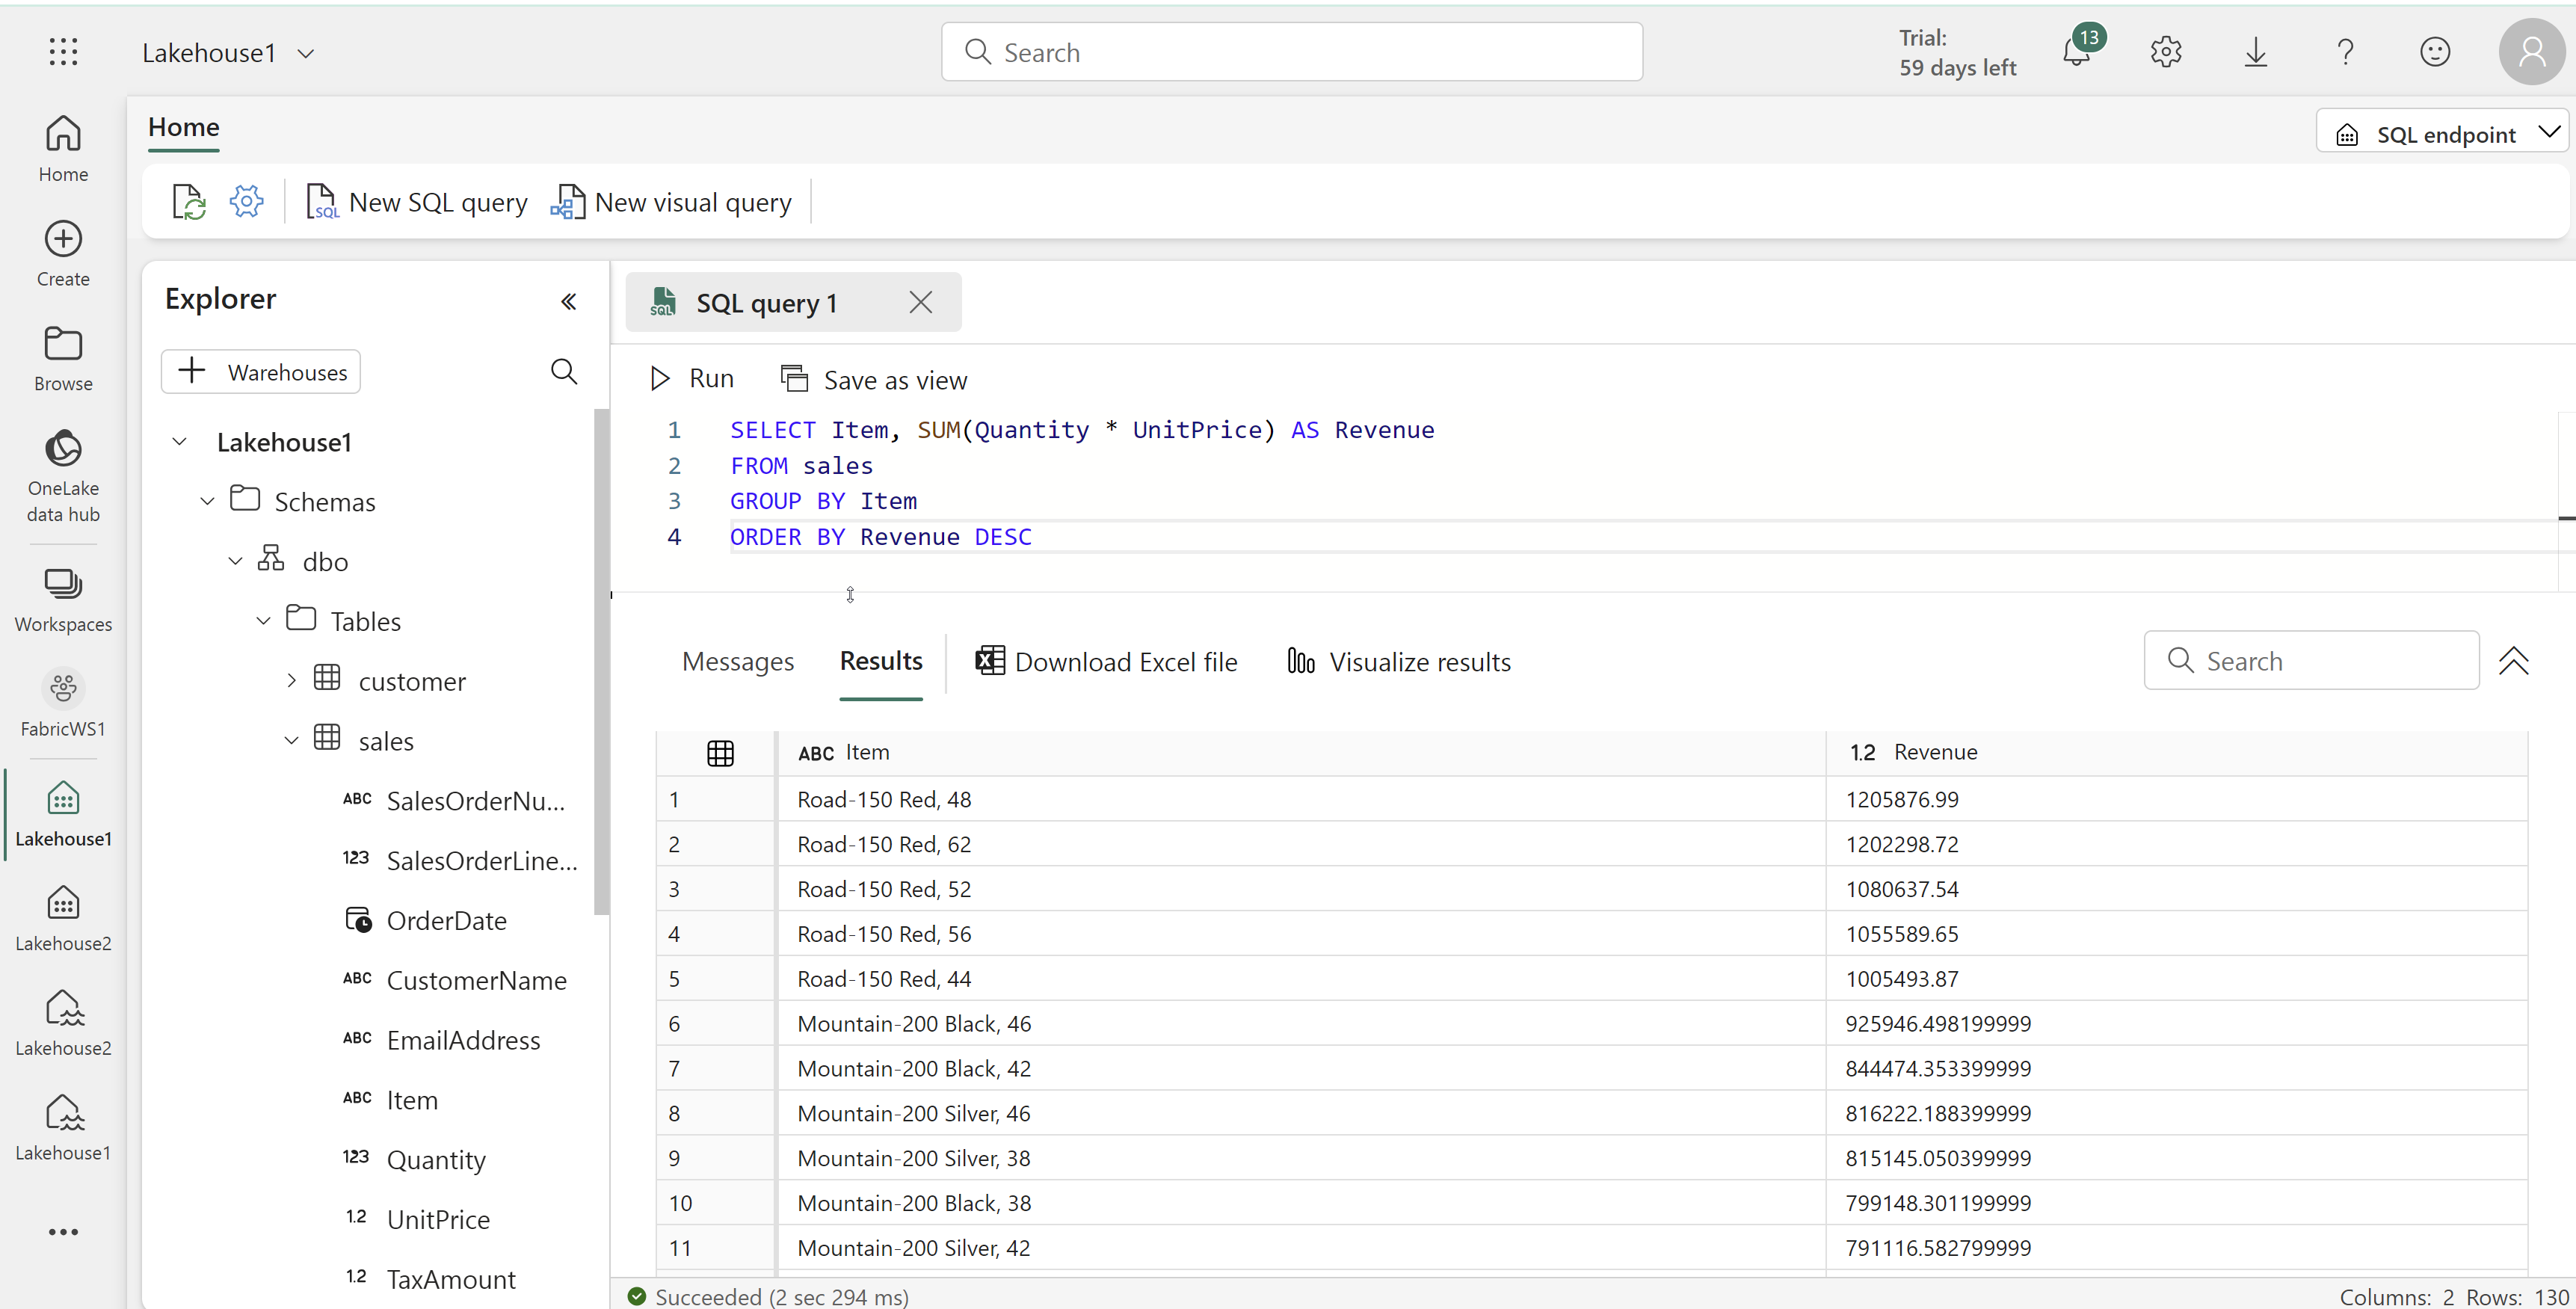 Lakehouse1
Search
Trial:
59 days left
13
Home
Create
Browse
OneLake
data hub
Workspaces
FabricWS1
Lakehouse1
Lakehouse2
Lakehouse2
Lakehouse1
Home
SQL endpoint
New SQL query
New visual query
Explorer
Warehouses
Lakehouse1
Schemas
dbo
Tables
customer
sales
ABC SalesOrderNu...
123 SalesOrderLine...
OrderDate
ABC CustomerName
ABC EmailAddress
ABC Item
123 Quantity
1.2 UnitPrice
1.2 TaxAmount
SQL query 1
Run
Save as view
1 SELECT Item, SUM(Quantity * UnitPrice) AS Revenue
2 FROM sales
3 GROUP BY Item
4 ORDER BY Revenue DESC
Messages
Results
Download Excel file
Visualize results
Search
ABC Item 1.2 Revenue
1 Road-150 Red, 48 1205876.99
2 Road-150 Red, 62 1202298.72
3 Road-150 Red, 52 1080637.54
4 Road-150 Red, 56 1055589.65
5 Road-150 Red, 44 1005493.87
6 Mountain-200 Black, 46 925946.498199999
7 Mountain-200 Black, 42 844474.353399999
8 Mountain-200 Silver, 46 816222.188399999
9 Mountain-200 Silver, 38 815145.050399999
10 Mountain-200 Black, 38 799148.301199999
11 Mountain-200 Silver, 42 791116.582799999
Succeeded (2 sec 294 ms)
Columns: 2 Rows: 130